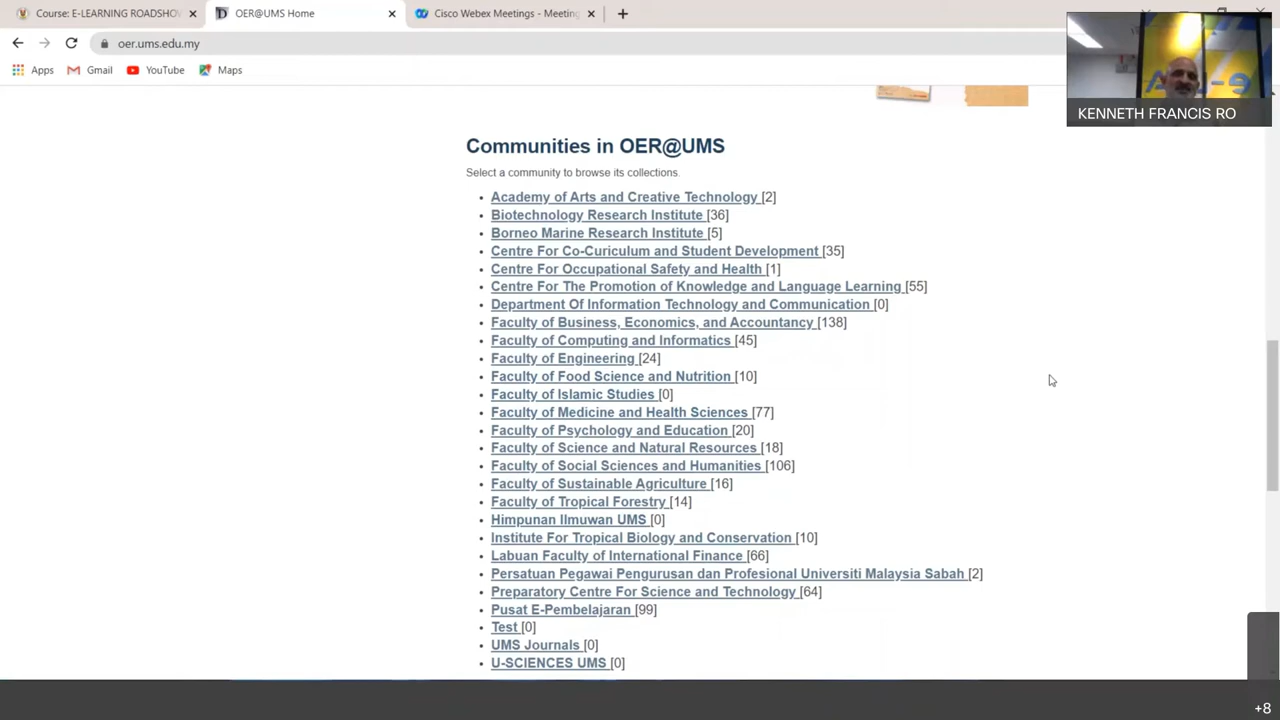 Course: E-LEARNING ROADSHOW
OER@UMS Home
Cisco Webex Meetings - Meeting
oer.ums.edu.my
Apps
Gmail
YouTube
Maps
KENNETH FRANCIS RO
Communities in OER@UMS
Select a community to browse its collections.
Academy of Arts and Creative Technology [2]
Biotechnology Research Institute [36]
Borneo Marine Research Institute [5]
Centre For Co-Curiculum and Student Development [35]
Centre For Occupational Safety and Health [1]
Centre For The Promotion of Knowledge and Language Learning [55]
Department Of Information Technology and Communication [0]
Faculty of Business, Economics, and Accountancy [138]
Faculty of Computing and Informatics [45]
Faculty of Engineering [24]
Faculty of Food Science and Nutrition [10]
Faculty of Islamic Studies [0]
Faculty of Medicine and Health Sciences [77]
Faculty of Psychology and Education [20]
Faculty of Science and Natural Resources [18]
Faculty of Social Sciences and Humanities [106]
Faculty of Sustainable Agriculture [16]
Faculty of Tropical Forestry [14]
Himpunan Ilmuwan UMS [0]
Institute For Tropical Biology and Conservation [10]
Labuan Faculty of International Finance [66]
Persatuan Pegawai Pengurusan dan Profesional Universiti Malaysia Sabah [2]
Preparatory Centre For Science and Technology [64]
Pusat E-Pembelajaran [99]
Test [0]
UMS Journals [0]
U-SCIENCES UMS [0]
+8